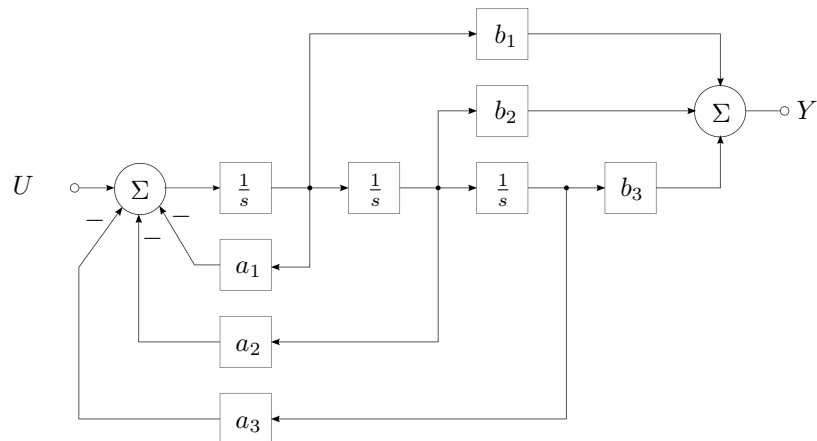 b₁
b₂
Σ
Y
U
Σ
1/s
1/s
1/s
b₃
−
−
−
a₁
a₂
a₃